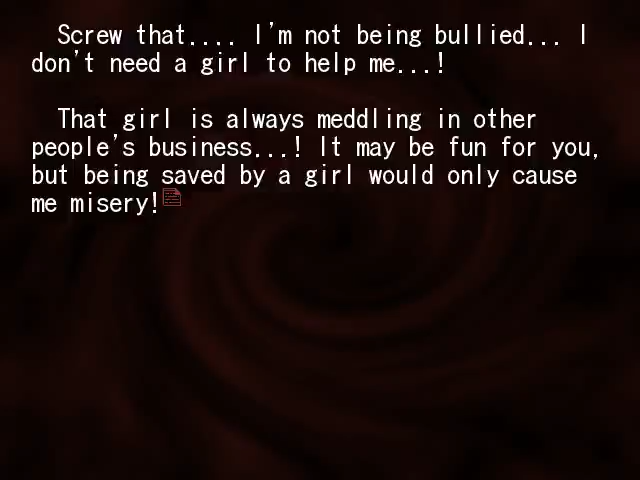 Screw that.... I'm not being bullied... I
don't need a girl to help me...!
That girl is always meddling in other
people's business...! It may be fun for you,
but being saved by a girl would only cause
me misery!